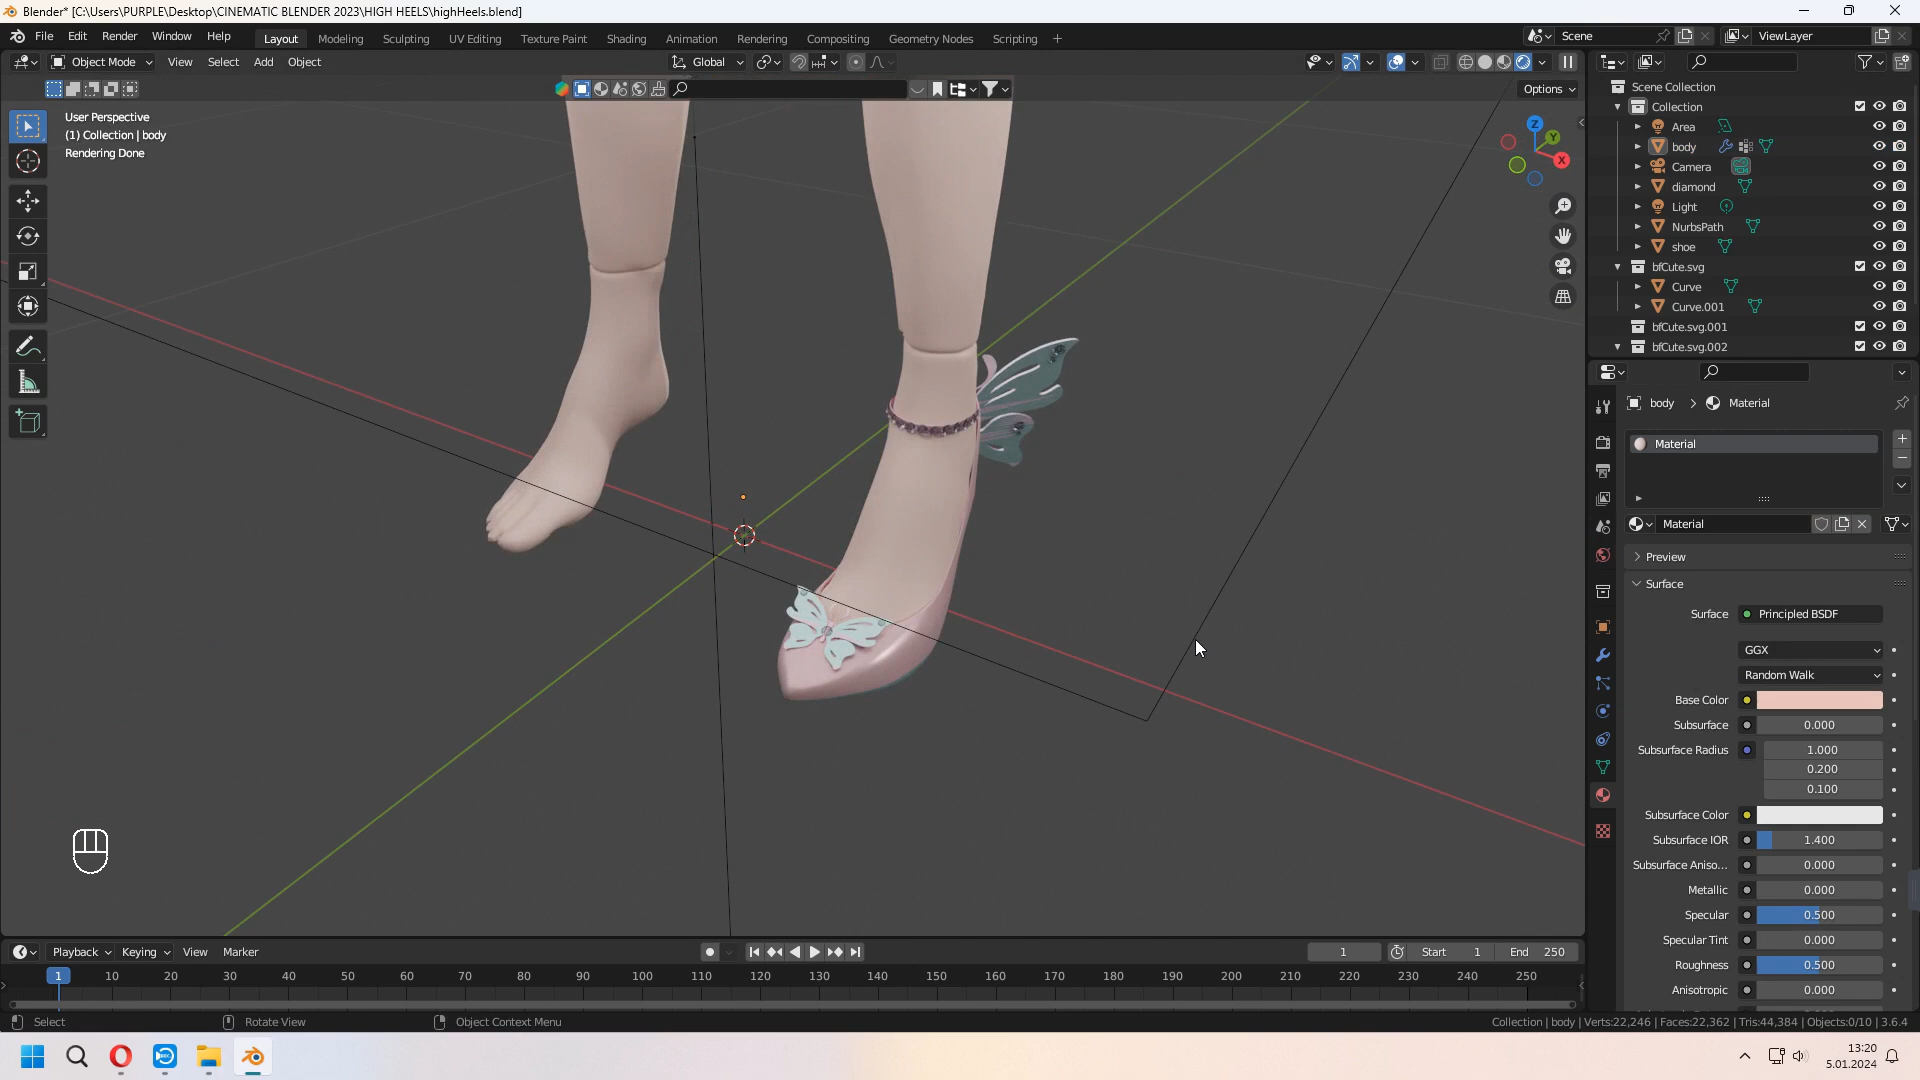 Blender* [C:\Users\PURPLE\Desktop\CINEMATIC BLENDER 2023\HIGH HEELS\highHeels.blend]
File Edit Render Window Help Layout Modeling Sculpting UV Editing Texture Paint Shading Animation Rendering Compositing Geometry Nodes Scripting + Scene ViewLayer
Object Mode View Select Add Object Global
Options
User Perspective
(1) Collection | body
Rendering Done
Z
Y
X
Scene Collection
Collection
Area
body
Camera
diamond
Light
NurbsPath
shoe
bfCute.svg
Curve
Curve.001
bfCute.svg.001
bfCute.svg.002
body > Material
Material
Material
Preview
Surface
Surface Principled BSDF
GGX
Random Walk
Base Color
Subsurface 0.000
Subsurface Radius 1.000
0.200
0.100
Subsurface Color
Subsurface IOR 1.400
Subsurface Aniso... 0.000
Metallic 0.000
Specular 0.500
Specular Tint 0.000
Roughness 0.500
Anisotropic 0.000
Playback Keying View Marker 1 Start 1 End 250
1 10 20 30 40 50 60 70 80 90 100 110 120 130 140 150 160 170 180 190 200 210 220 230 240 250
Select Rotate View Object Context Menu Collection | body | Verts:22,246 | Faces:22,362 | Tris:44,384 | Objects:0/10 | 3.6.4
13:20
5.01.2024